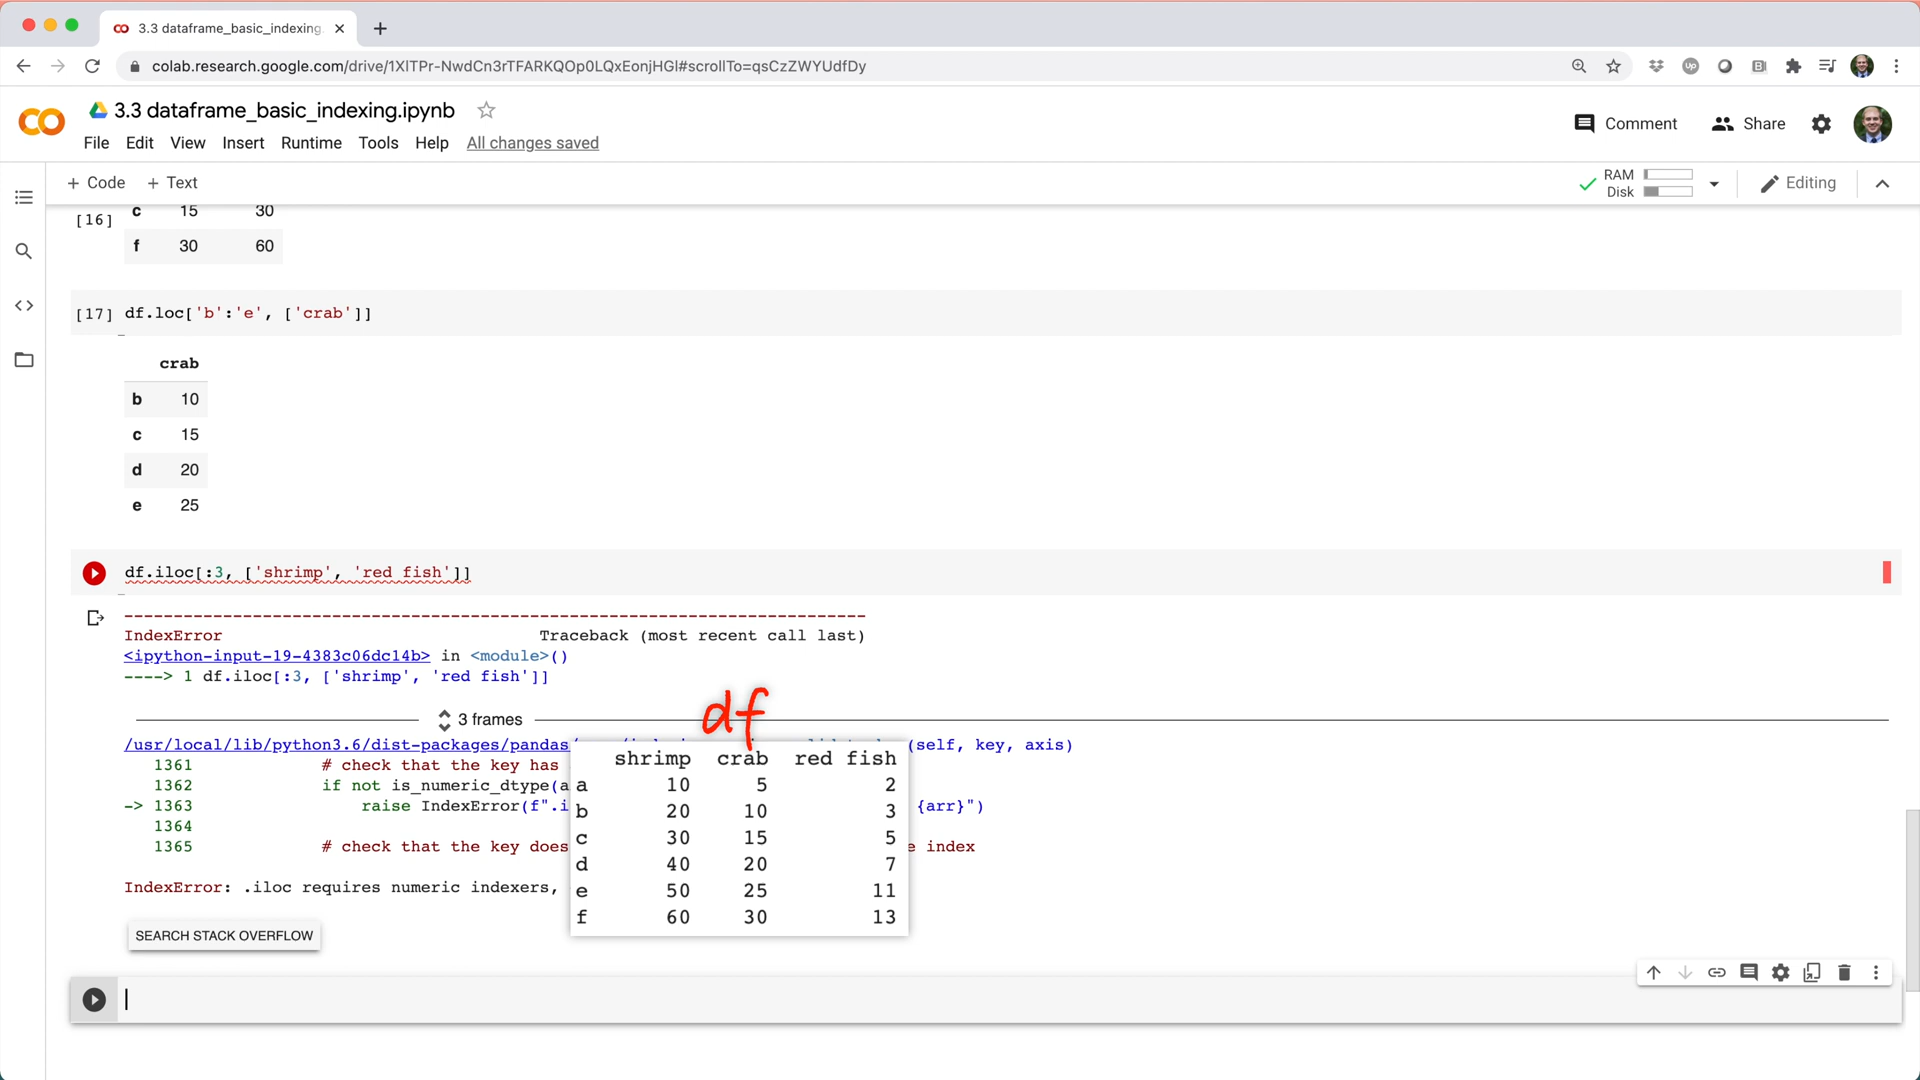 3.3 dataframe_basic_indexing.
colab.research.google.com/drive/1XITPr-NwdCn3rTFARKQOp0LQxEonjHGl#scrollTo=qsCzZWYUdfDy
3.3 dataframe_basic_indexing.ipynb
Comment Share
File Edit View Insert Runtime Tools Help All changes saved
+ Code + Text
RAM
Disk
Editing
[16]
c 15 30
f 30 60
[17] df.loc['b':'e', ['crab']]
crab
b 10
c 15
d 20
e 25
df.iloc[:3, ['shrimp', 'red fish']]
---------------------------------------------------------------------------
IndexError Traceback (most recent call last)
<ipython-input-19-4383c06dc14b> in <module>()
----> 1 df.iloc[:3, ['shrimp', 'red fish']]
3 frames
/usr/local/lib/python3.6/dist-packages/pandas/ (self, key, axis)
1361 # check that the key has
1362 if not is_numeric_dtype(a
-> 1363 raise IndexError(f".i {arr}")
1364
1365 # check that the key does e index
IndexError: .iloc requires numeric indexers,
df
shrimp crab red fish
a 10 5 2
b 20 10 3
c 30 15 5
d 40 20 7
e 50 25 11
f 60 30 13
SEARCH STACK OVERFLOW